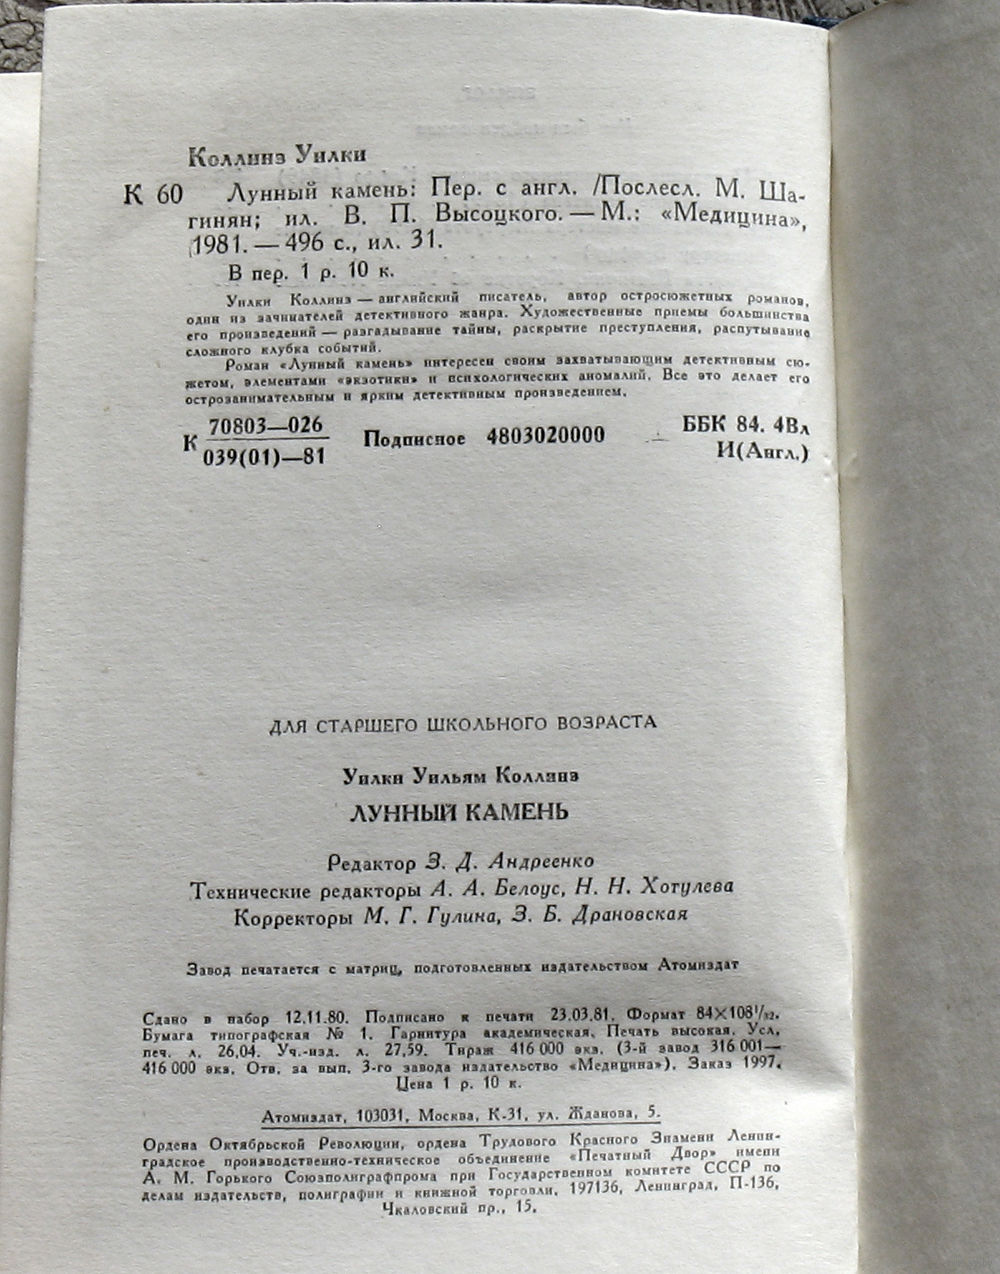 Коллинз Уилки
К 60 Лунный камень: Пер. с англ. /Послесл. М. Ша-
гинян; ил. В. П. Высоцкого. — М.: «Медицина»,
1981. — 496 с., ил. 31.
В пер. 1 р. 10 к.
Уилки Коллинз — английский писатель, автор остросюжетных романов,
один из зачинателей детективного жанра. Художественные приемы большинства
его произведений — разгадывание тайны, раскрытие преступления, распутывание
сложного клубка событий.
Роман «Лунный камень» интересен своим захватывающим детективным сю-
жетом, элементами «экзотики» и психологических аномалий. Все это делает его
острозанимательным и ярким детективным произведением.
К 70803—026
039(01)—81 Подписное 4803020000
ББК 84. 4Вл
И(Англ.)
ДЛЯ СТАРШЕГО ШКОЛЬНОГО ВОЗРАСТА
Уилки Уильям Коллинз
ЛУННЫЙ КАМЕНЬ
Редактор З. Д. Андреенко
Технические редакторы А. А. Белоус, Н. Н. Хотулева
Корректоры М. Г. Гулина, З. Б. Драновская
Завод печатается с матриц, подготовленных издательством Атомиздат
Сдано в набор 12.11.80. Подписано к печати 23.03.81. Формат 84×108¹/₃₂.
Бумага типографская № 1. Гарнитура академическая. Печать высокая. Усл.
печ. л. 26,04. Уч.-изд. л. 27,59. Тираж 416 000 экз. (3-й завод 316 001—
416 000 экз. Отв. за вып. 3-го завода издательство «Медицина»). Заказ 1997.
Цена 1 р. 10 к.
Атомиздат, 103031, Москва, К-31, ул. Жданова, 5.
Ордена Октябрьской Революции, ордена Трудового Красного Знамени Ленин-
градское производственно-техническое объединение «Печатный Двор» имени
А. М. Горького Союзполиграфпрома при Государственном комитете СССР по
делам издательств, полиграфии и книжной торговли. 197136, Ленинград, П-136,
Чкаловский пр., 15.